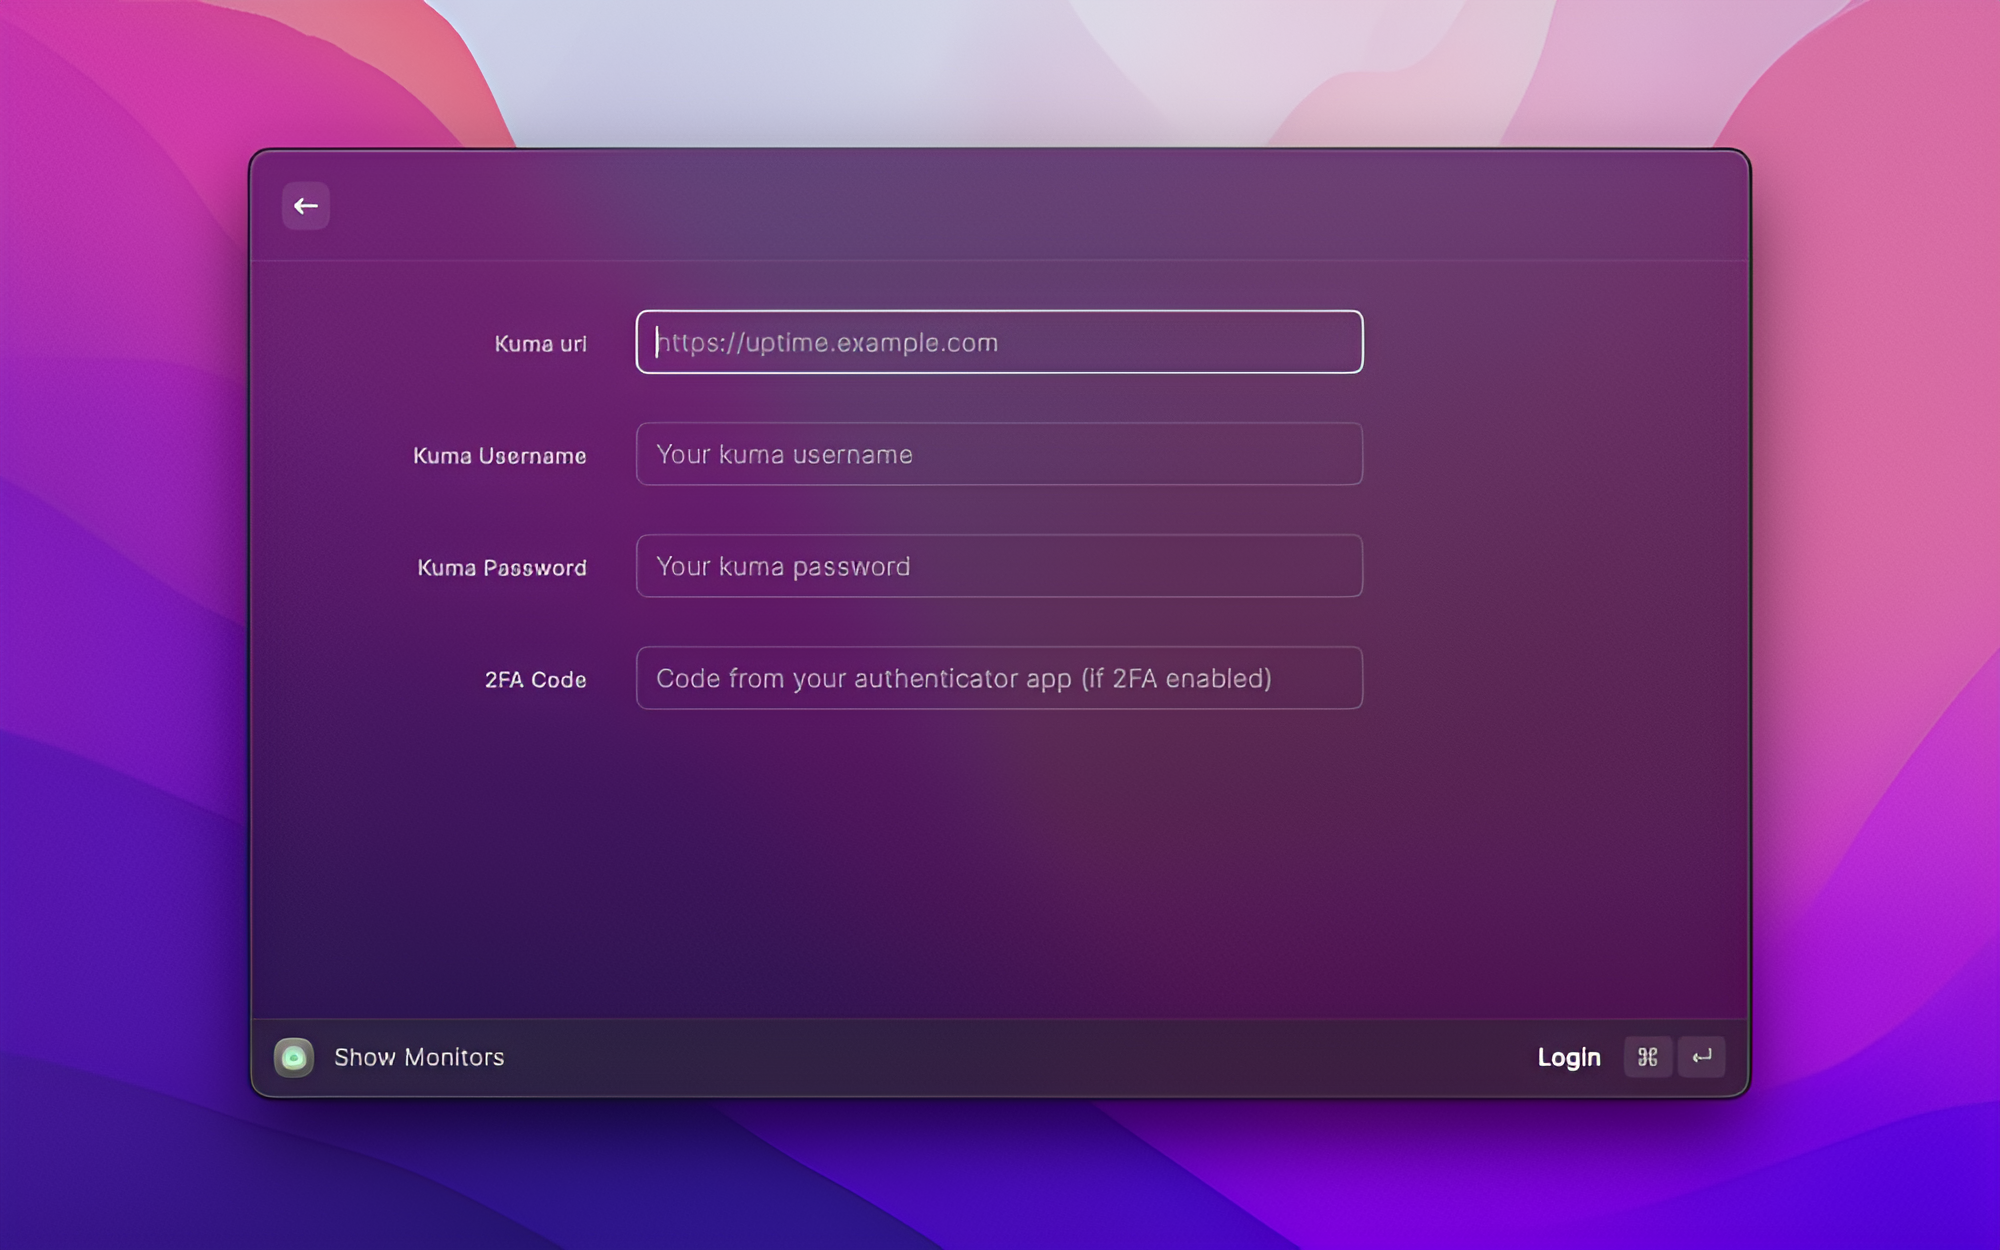 Kuma url
https://uptime.example.com
Kuma Username
Your kuma username
Kuma Password
Your kuma password
2FA Code
Code from your authenticator app (if 2FA enabled)
Show Monitors
Login ⌘ ↵